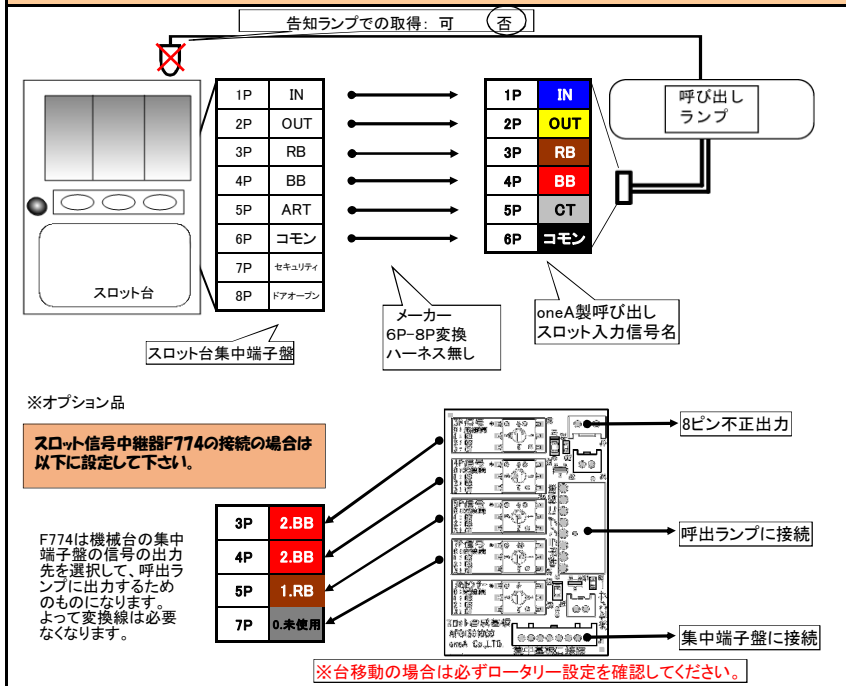 告知ランプでの取得: 可 否
呼び出し
ランプ
スロット台
1P IN
2P OUT
3P RB
4P BB
5P ART
6P コモン
7P セキュリティ
8P ドアオープン
1P IN
2P OUT
3P RB
4P BB
5P CT
6P コモン
スロット台集中端子盤
メーカー
6P-8P変換
ハーネス無し
oneA製呼び出し
スロット入力信号名
※オプション品
スロット信号中継器F774の接続の場合は
以下に設定して下さい。
F774は機械台の集中
端子盤の信号の出力
先を選択して、呼出ラ
ンプに出力するため
のものになります。
よって変換線は必要
なくなります。
3P 2.BB
4P 2.BB
5P 1.RB
7P 0.未使用
8ピン不正出力
呼出ランプに接続
集中端子盤に接続
oneA Co.,LTD.
※台移動の場合は必ずロータリー設定を確認してください。